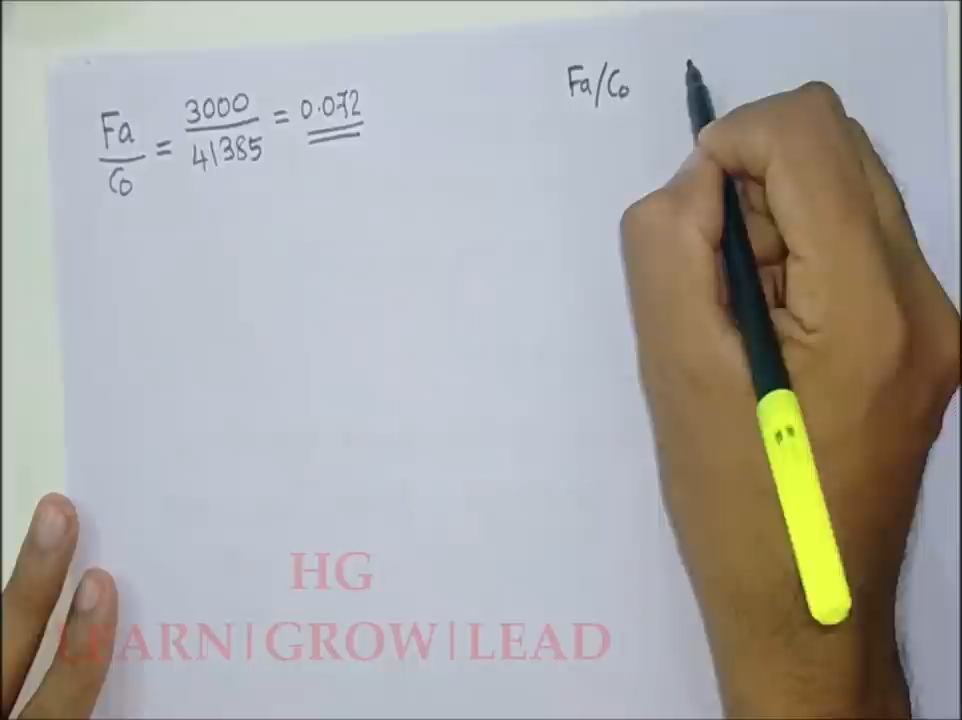 Fa/Co = 3000/41385 = 0.072
Fa/Co
HG
LEARN|GROW|LEAD